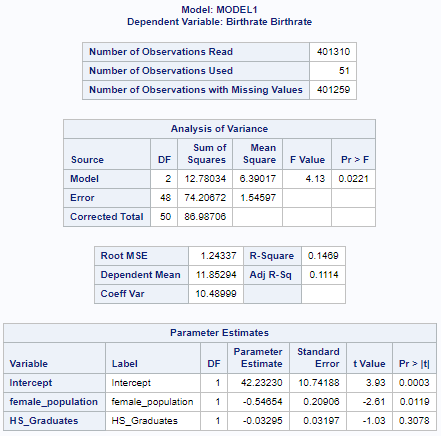 Model: MODEL1
Dependent Variable: Birthrate Birthrate
Number of Observations Read 401310
Number of Observations Used 51
Number of Observations with Missing Values 401259
Analysis of Variance
Source DF Sum of Squares Mean Square F Value Pr > F
Model 2 12.78034 6.39017 4.13 0.0221
Error 48 74.20672 1.54597
Corrected Total 50 86.98706
Root MSE 1.24337 R-Square 0.1469
Dependent Mean 11.85294 Adj R-Sq 0.1114
Coeff Var 10.48999
Parameter Estimates
Variable Label DF Parameter Estimate Standard Error t Value Pr > |t|
Intercept Intercept 1 42.23230 10.74188 3.93 0.0003
female_population female_population 1 -0.54654 0.20906 -2.61 0.0119
HS_Graduates HS_Graduates 1 -0.03295 0.03197 -1.03 0.3078